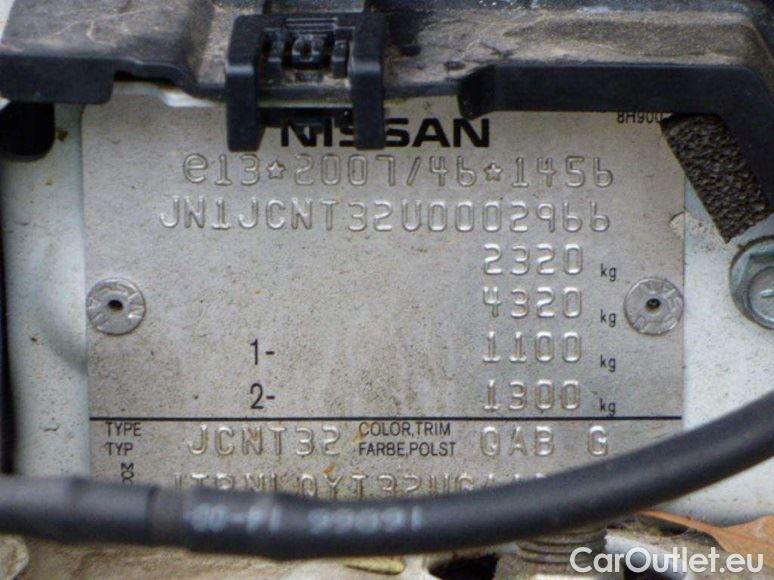 8H900
NISSAN
e13*2007/46*1456
JN1JCNT32U0002966
2320 kg
4320 kg
1- 1100 kg
2- 1300 kg
TYPE JCNT32 COLOR,TRIM QAB G
TYP FARBE,POLST
CarOutlet.eu